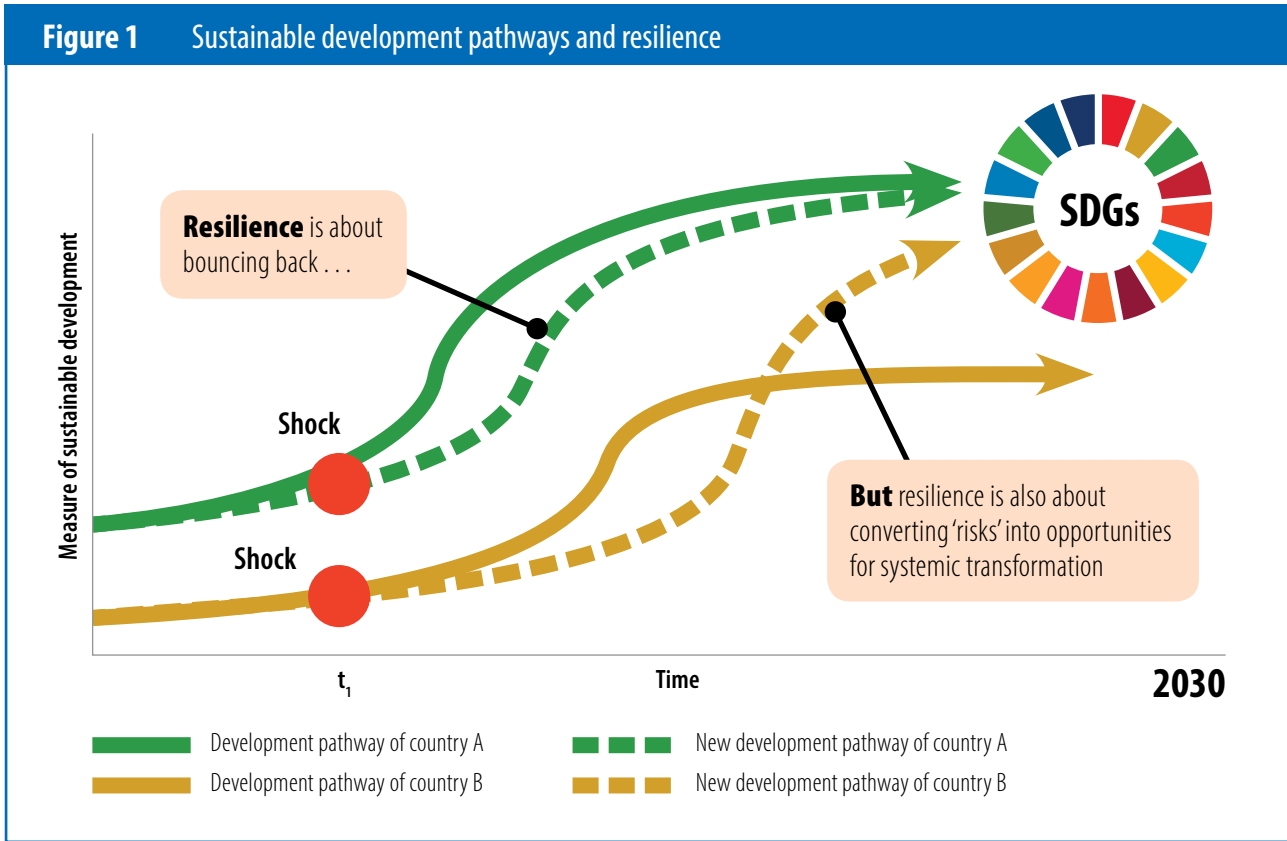 Figure 1 Sustainable development pathways and resilience
SDGs
Resilience is about
bouncing back . . .
Measure of sustainable development
Shock
Shock
But resilience is also about
converting ‘risks’ into opportunities
for systemic transformation
t1
Time
2030
Development pathway of country A
New development pathway of country A
Development pathway of country B
New development pathway of country B